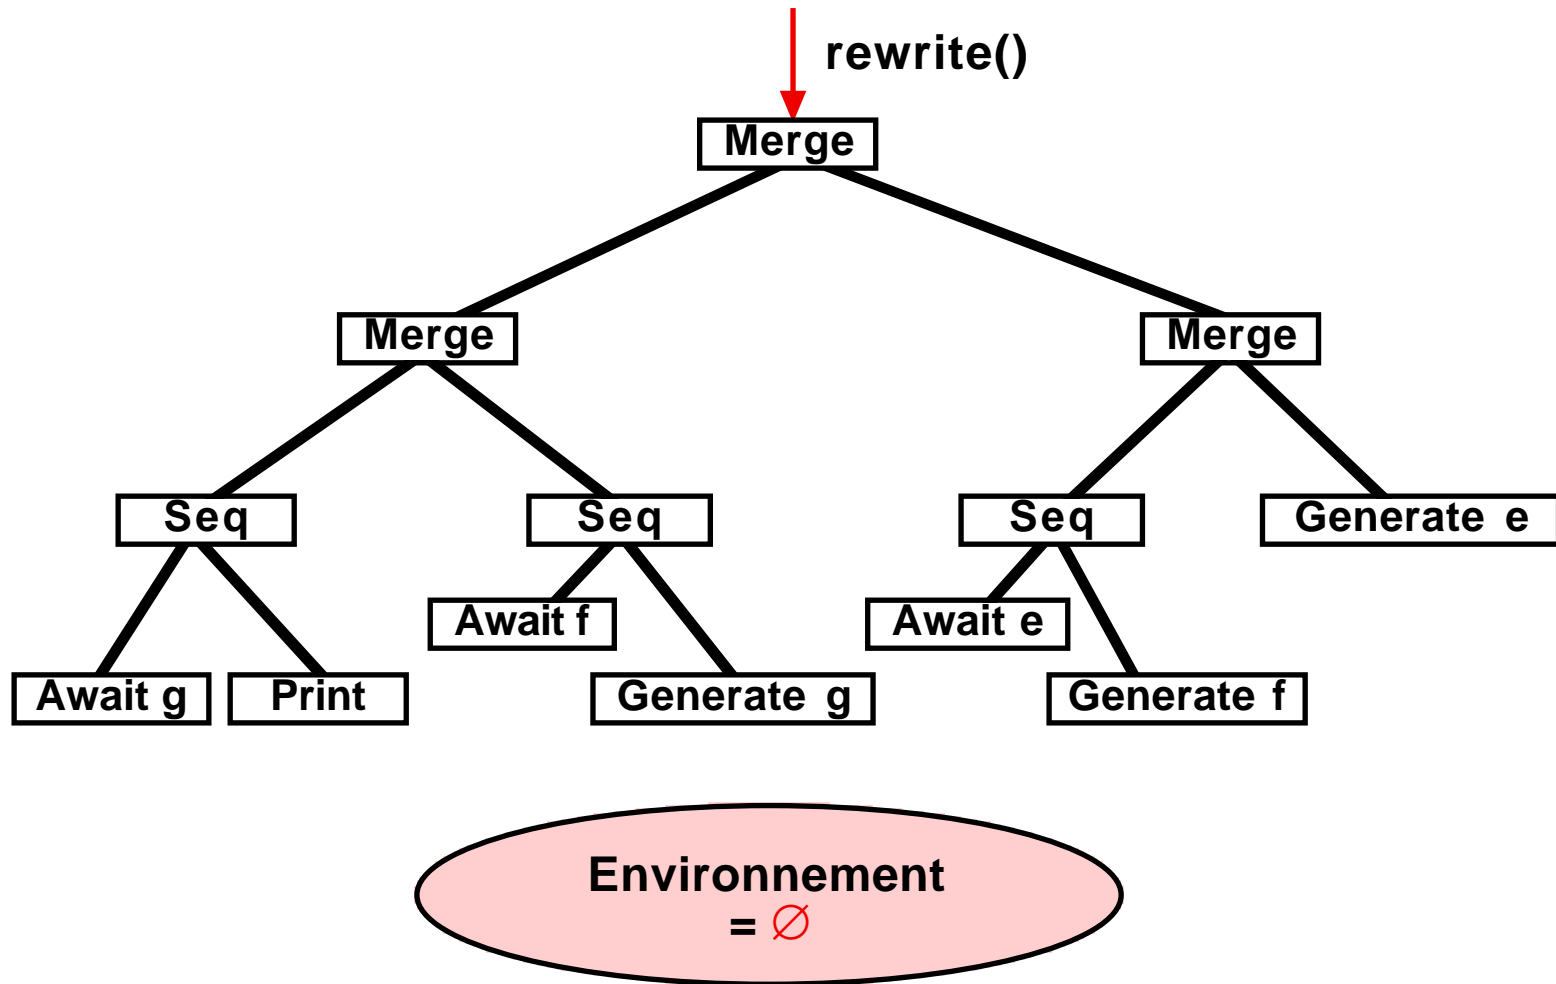 rewrite()
Merge
Merge
Merge
Seq
Seq
Seq
Generate e
Await f
Await e
Await g
Print
Generate g
Generate f
Environnement
= ∅